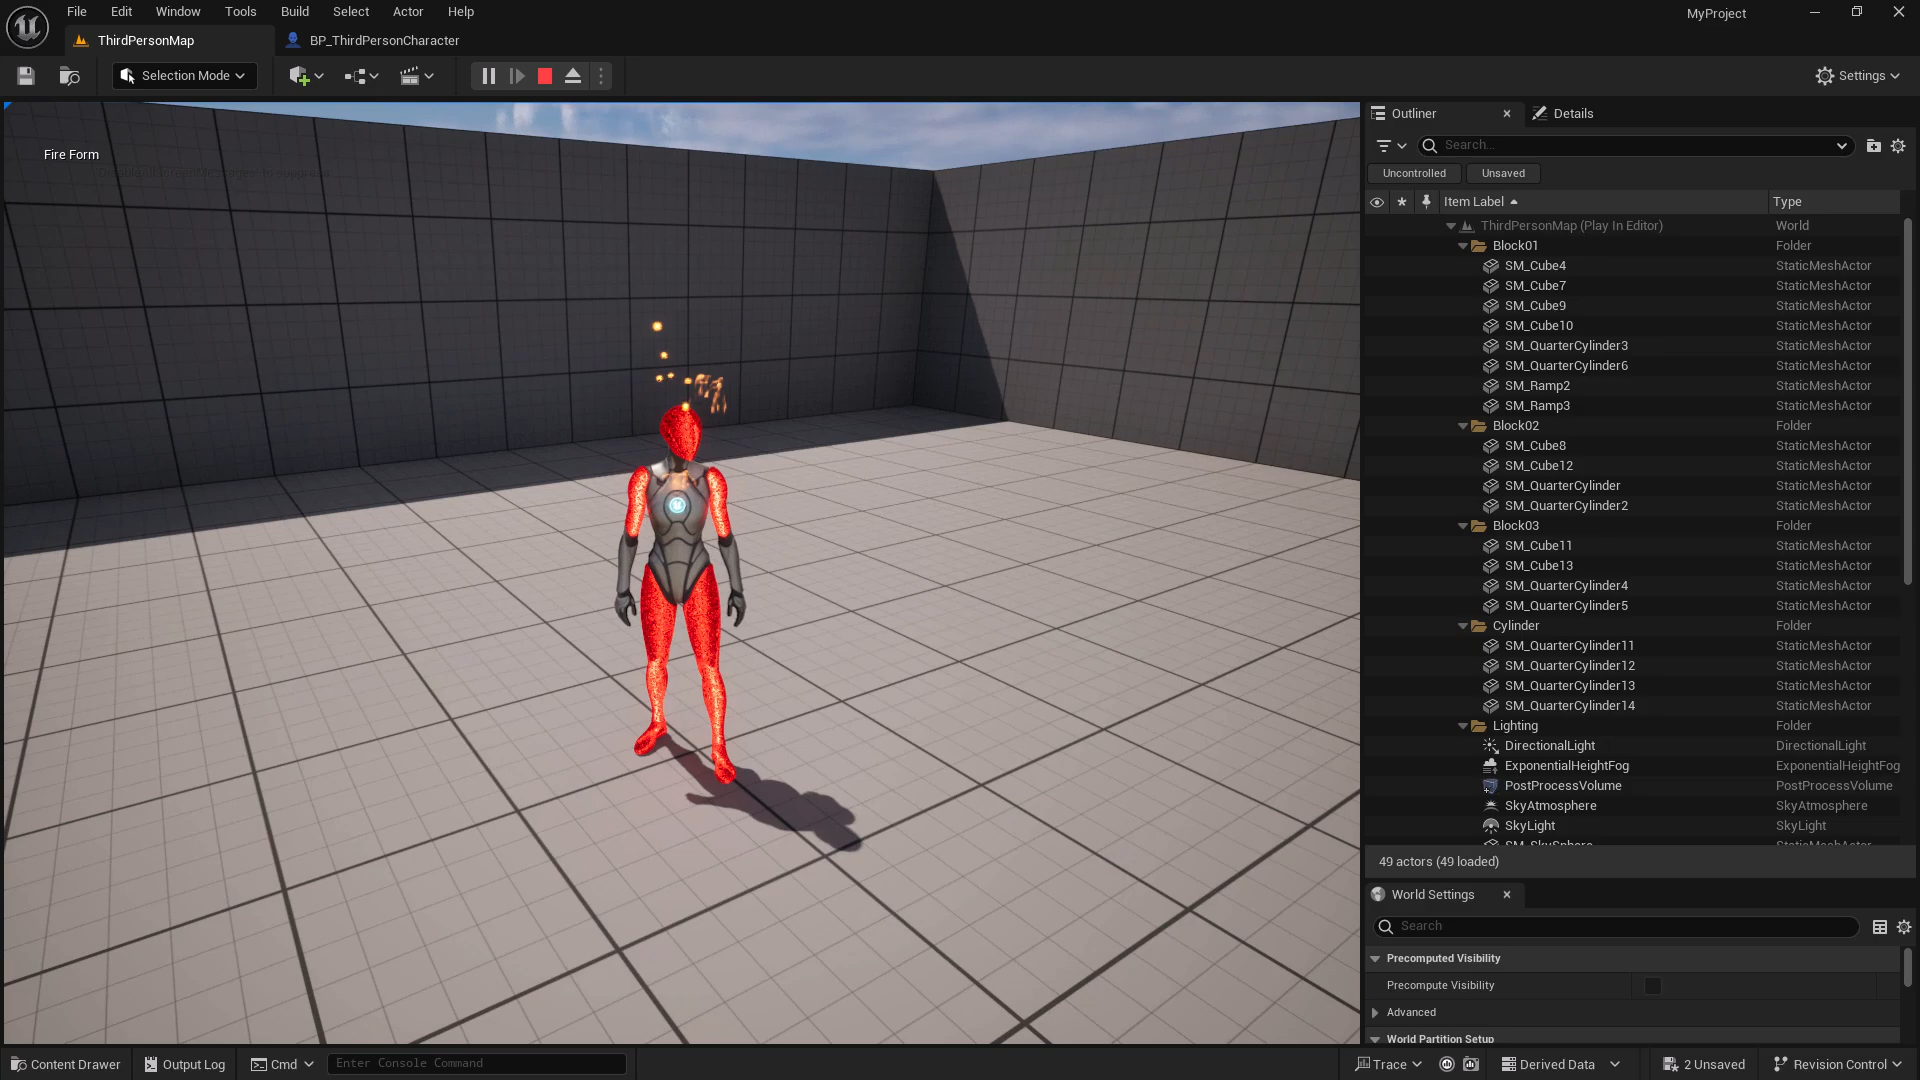 File Edit Window Tools Build Select Actor Help
MyProject
ThirdPersonMap
BP_ThirdPersonCharacter
Selection Mode
Settings
Fire Form
Outliner
Details
Search...
Uncontrolled
Unsaved
Item Label
Type
ThirdPersonMap (Play In Editor) World
Block01 Folder
SM_Cube4 StaticMeshActor
SM_Cube7 StaticMeshActor
SM_Cube9 StaticMeshActor
SM_Cube10 StaticMeshActor
SM_QuarterCylinder3 StaticMeshActor
SM_QuarterCylinder6 StaticMeshActor
SM_Ramp2 StaticMeshActor
SM_Ramp3 StaticMeshActor
Block02 Folder
SM_Cube8 StaticMeshActor
SM_Cube12 StaticMeshActor
SM_QuarterCylinder StaticMeshActor
SM_QuarterCylinder2 StaticMeshActor
Block03 Folder
SM_Cube11 StaticMeshActor
SM_Cube13 StaticMeshActor
SM_QuarterCylinder4 StaticMeshActor
SM_QuarterCylinder5 StaticMeshActor
Cylinder Folder
SM_QuarterCylinder11 StaticMeshActor
SM_QuarterCylinder12 StaticMeshActor
SM_QuarterCylinder13 StaticMeshActor
SM_QuarterCylinder14 StaticMeshActor
Lighting Folder
DirectionalLight DirectionalLight
ExponentialHeightFog ExponentialHeightFog
PostProcessVolume PostProcessVolume
SkyAtmosphere SkyAtmosphere
SkyLight SkyLight
SM_SkySphere StaticMeshActor
49 actors (49 loaded)
World Settings
Search
Precomputed Visibility
Precompute Visibility
Advanced
World Partition Setup
Content Drawer
Output Log
Cmd
Enter Console Command
Trace
Derived Data
2 Unsaved
Revision Control